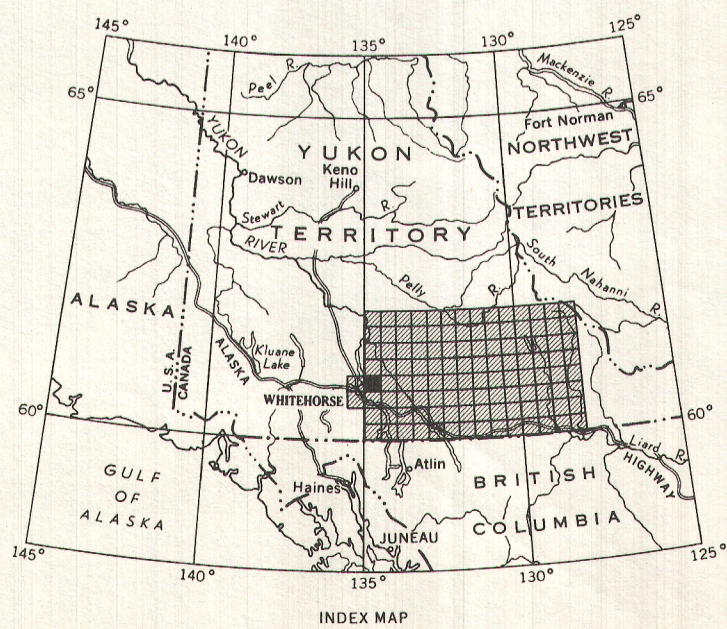 145°
140°
135°
130°
125°
Peel R.
Mackenzie R.
65°
65°
Fort Norman
NORTHWEST
TERRITORIES
YUKON
YUKON
Keno
Hill
Dawson
Stewart R.
TERRITORY
RIVER
Pelly R.
South Nahanni R.
ALASKA
U.S.A.
CANADA
ALASKA
Kluane
Lake
WHITEHORSE
60°
60°
Liard R.
HIGHWAY
GULF
OF
ALASKA
Atlin
BRITISH
COLUMBIA
Haines
JUNEAU
145°
140°
135°
130°
125°
INDEX MAP